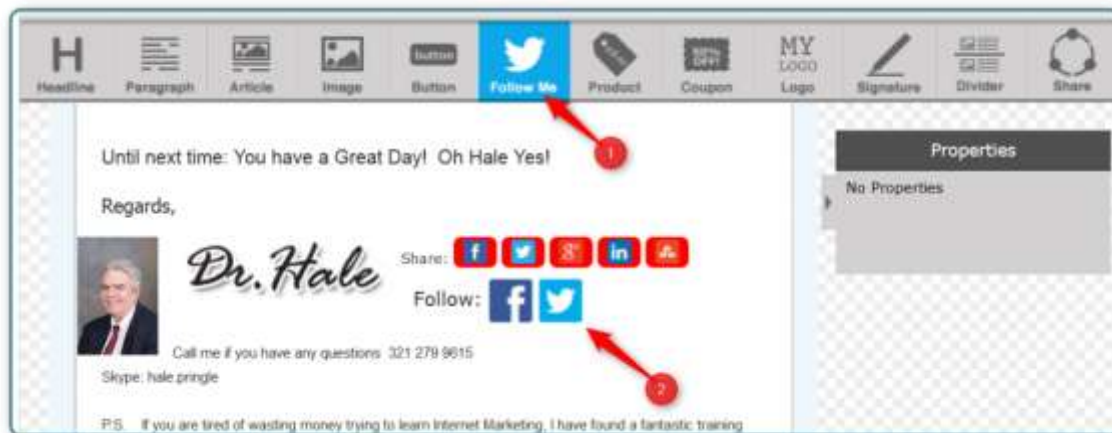 H
button
50%
OFF!
MY
LOGO
Headline Paragraph Article Image Button Follow Me Product Coupon Logo Signature Divider Share
1
Until next time: You have a Great Day!  Oh Hale Yes!
Properties
No Properties
Regards,
Dr. Hale
Share: f g+ in
Follow: f
Call me if you have any questions  321 279 9615
2
Skype: hale.pringle
P.S.   If you are tired of wasting money trying to learn Internet Marketing, I have found a fantastic training